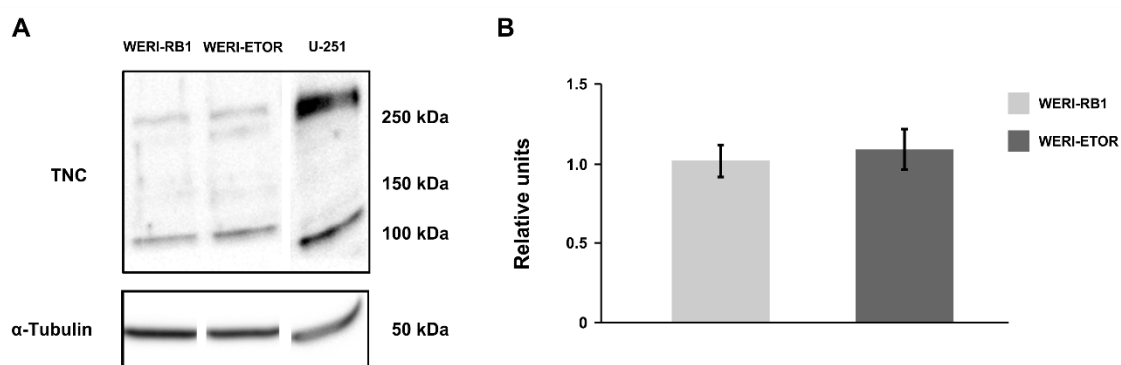 A
WERI-RB1 WERI-ETOR U-251
TNC
250 kDa
150 kDa
100 kDa
α-Tubulin
50 kDa
B
Relative units
1.5
1.0
0.5
0
WERI-RB1
WERI-ETOR